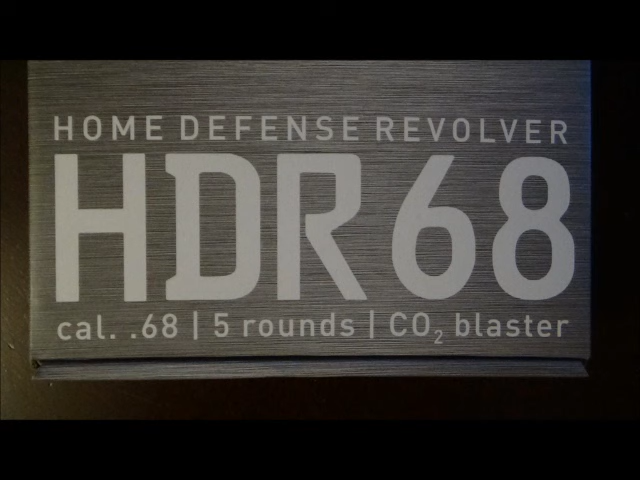 HOME DEFENSE REVOLVER
HDR 68
cal. .68 | 5 rounds | CO₂ blaster